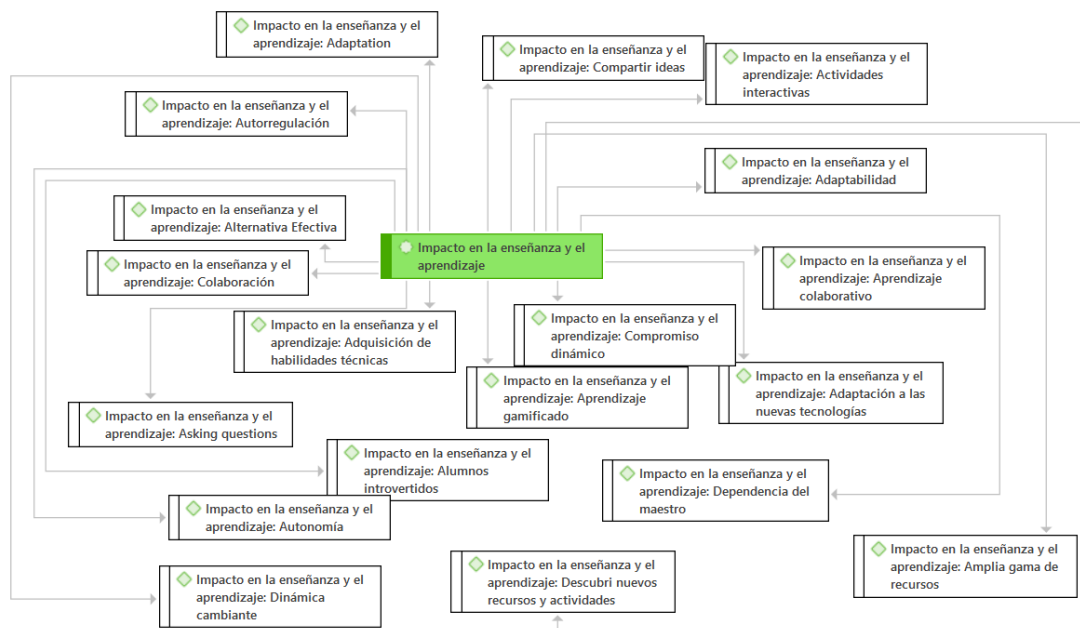 Impacto en la enseñanza y el
aprendizaje: Adaptation
Impacto en la enseñanza y el
aprendizaje: Compartir ideas
Impacto en la enseñanza y el
aprendizaje: Actividades
interactivas
Impacto en la enseñanza y el
aprendizaje: Autorregulación
Impacto en la enseñanza y el
aprendizaje: Adaptabilidad
Impacto en la enseñanza y el
aprendizaje: Alternativa Efectiva
Impacto en la enseñanza y el
aprendizaje
Impacto en la enseñanza y el
aprendizaje: Colaboración
Impacto en la enseñanza y el
aprendizaje: Aprendizaje
colaborativo
Impacto en la enseñanza y el
aprendizaje: Adquisición de
habilidades técnicas
Impacto en la enseñanza y el
aprendizaje: Compromiso
dinámico
Impacto en la enseñanza y el
aprendizaje: Aprendizaje
gamificado
Impacto en la enseñanza y el
aprendizaje: Adaptación a las
nuevas tecnologías
Impacto en la enseñanza y el
aprendizaje: Asking questions
Impacto en la enseñanza y el
aprendizaje: Alumnos
introvertidos
Impacto en la enseñanza y el
aprendizaje: Dependencia del
maestro
Impacto en la enseñanza y el
aprendizaje: Autonomía
Impacto en la enseñanza y el
aprendizaje: Amplia gama de
recursos
Impacto en la enseñanza y el
aprendizaje: Dinámica
cambiante
Impacto en la enseñanza y el
aprendizaje: Descubri nuevos
recursos y actividades